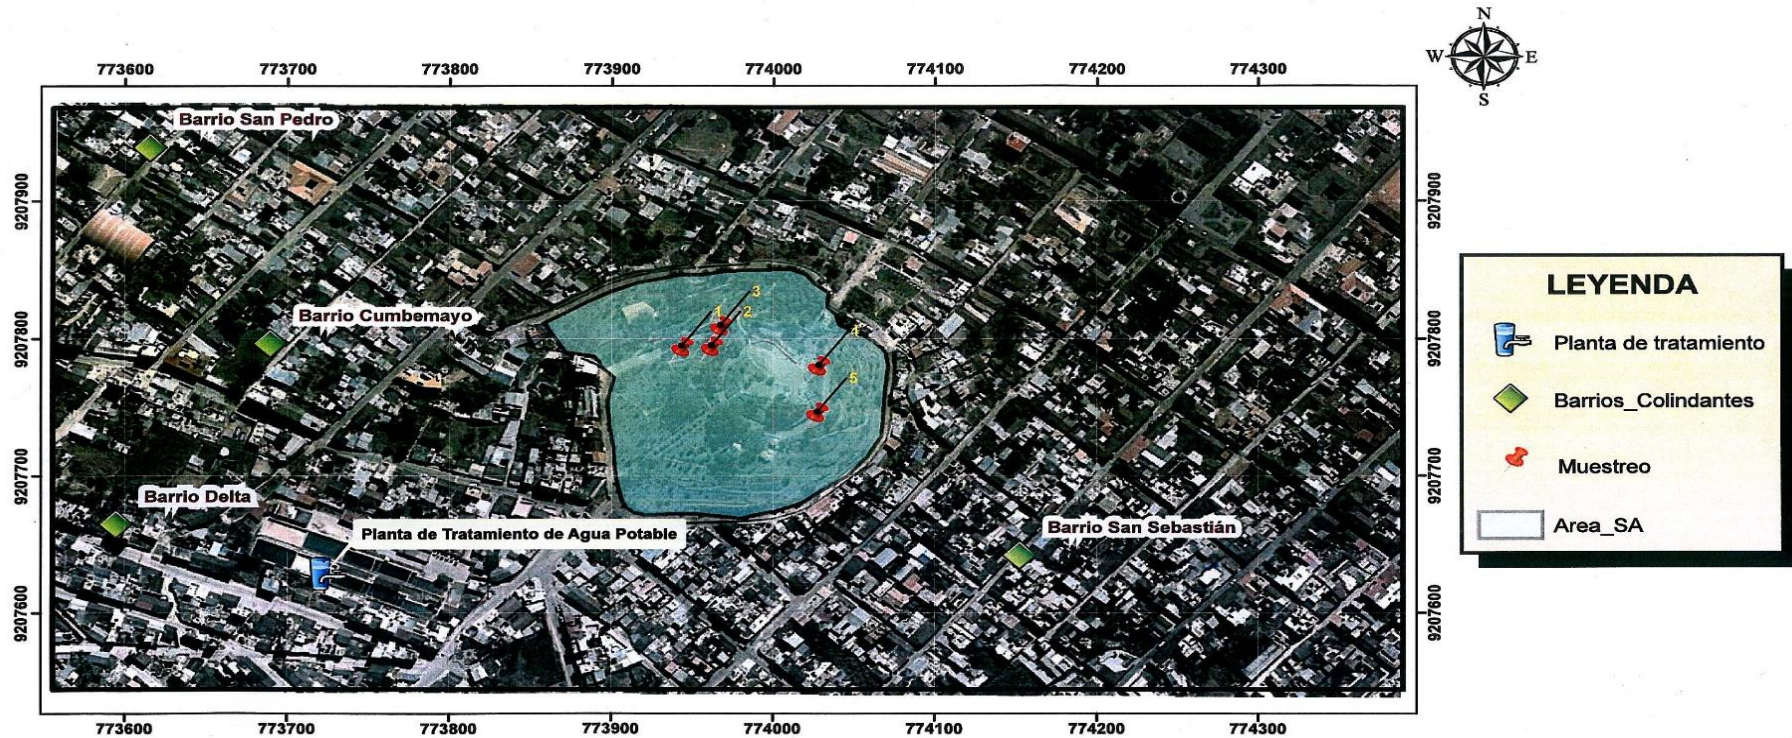 N
W
E
S
773600 773700 773800 773900 774000 774100 774200 774300
Barrio San Pedro
9207900
9207900
3
1
2
Barrio Cumbemayo
4
9207800
9207800
5
LEYENDA
Planta de tratamiento
Barrios_Colindantes
Muestreo
Area_SA
9207700
9207700
Barrio Delta
Planta de Tratamiento de Agua Potable
Barrio San Sebastián
9207600
9207600
773600 773700 773800 773900 774000 774100 774200 774300